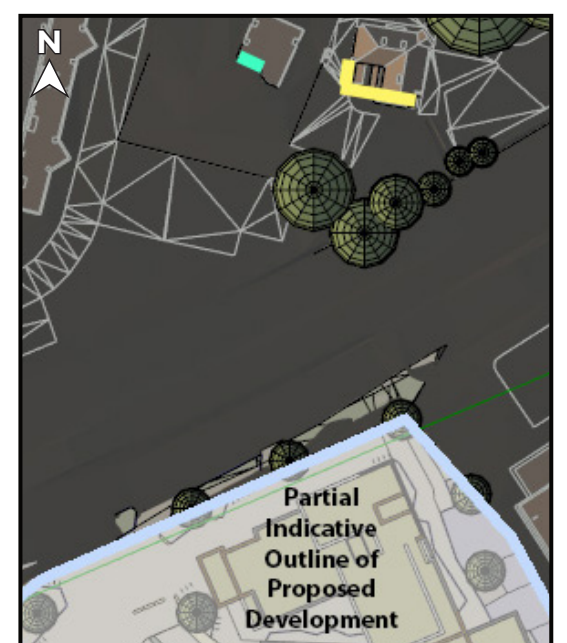 N
Partial
Indicative
Outline of
Proposed
Development